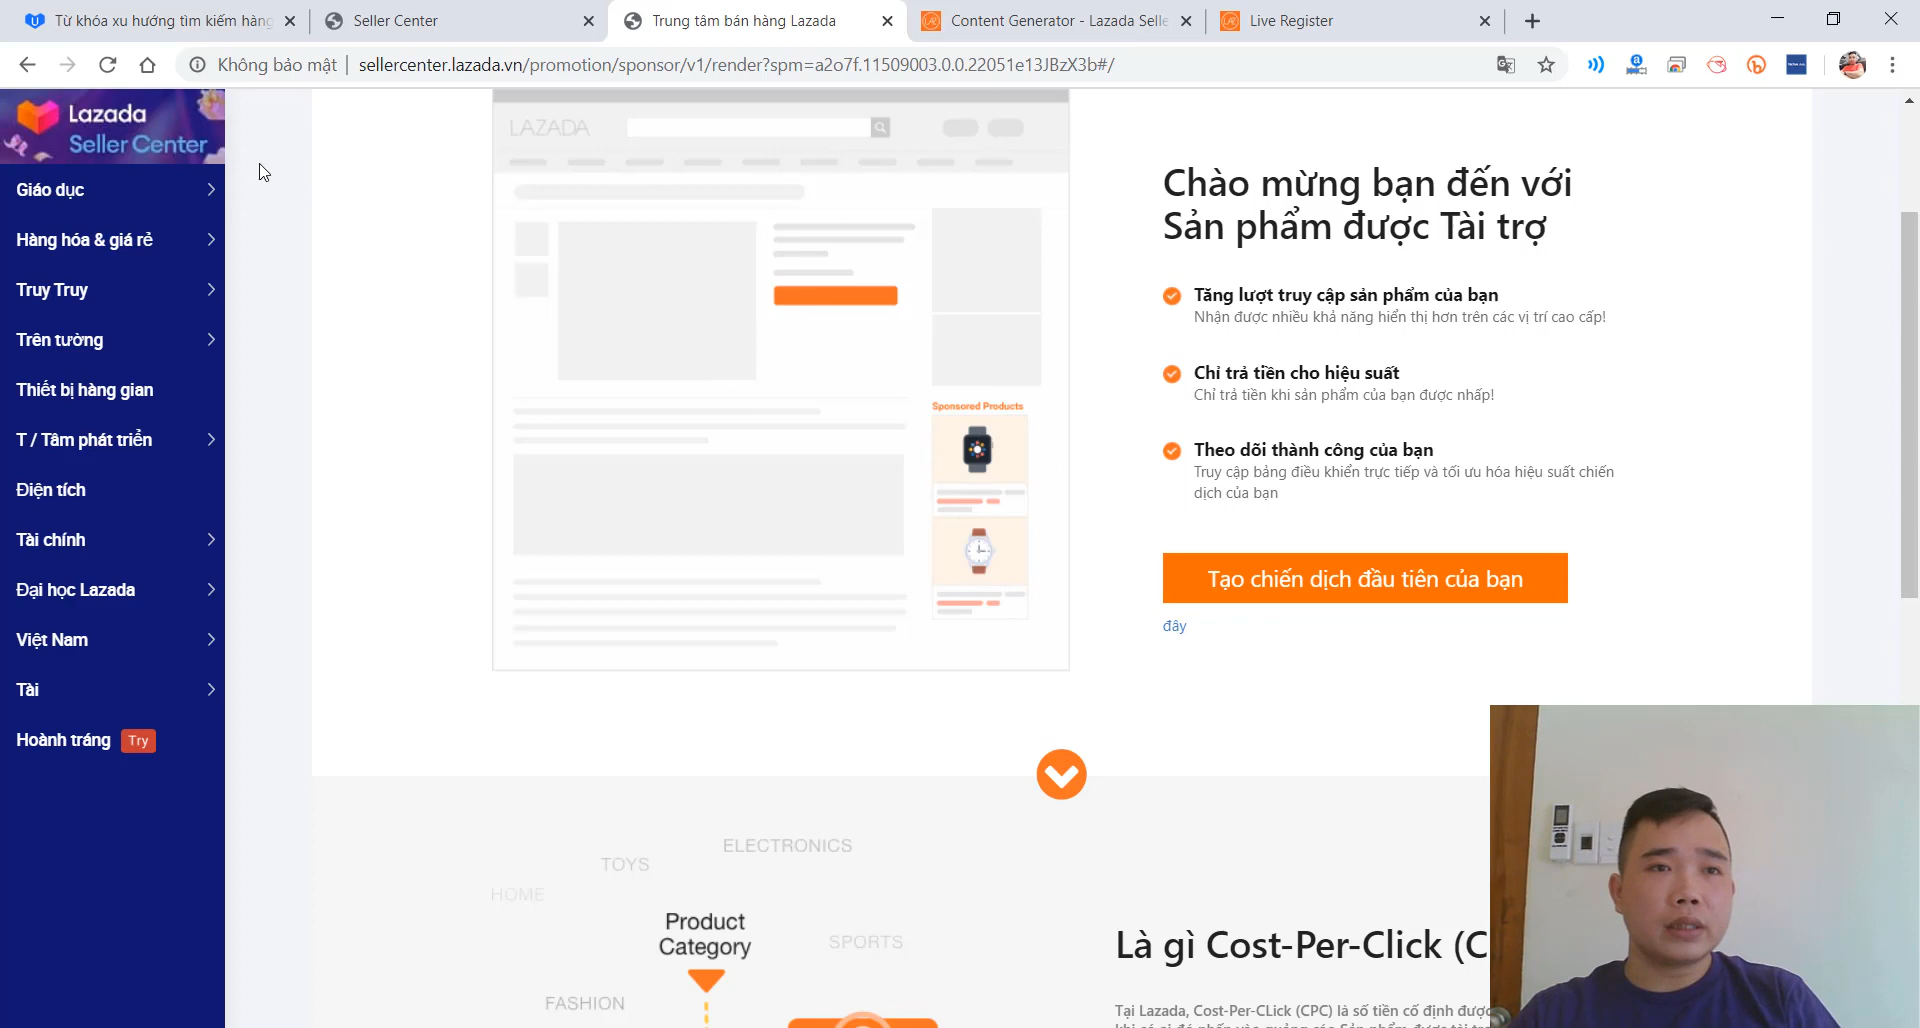 Từ khóa xu hướng tìm kiếm hàng
Seller Center
Trung tâm bán hàng Lazada
Content Generator - Lazada Selle
Live Register
Không bảo mật
sellercenter.lazada.vn/promotion/sponsor/v1/render?spm=a2o7f.11509003.0.0.22051e13JBzX3b#/
Lazada
Seller Center
Giáo dục
Hàng hóa & giá rẻ
Truy Truy
Trên tường
Thiết bị hàng gian
T / Tâm phát triển
Điện tích
Tài chính
Đại học Lazada
Việt Nam
Tài
Hoành tráng Try
LAZADA
Sponsored Products
Chào mừng bạn đến với
Sản phẩm được Tài trợ
Tăng lượt truy cập sản phẩm của bạn
Nhận được nhiều khả năng hiển thị hơn trên các vị trí cao cấp!
Chỉ trả tiền cho hiệu suất
Chỉ trả tiền khi sản phẩm của bạn được nhấp!
Theo dõi thành công của bạn
Truy cập bảng điều khiển trực tiếp và tối ưu hóa hiệu suất chiến
dịch của bạn
Tạo chiến dịch đầu tiên của bạn
đây
ELECTRONICS
TOYS
HOME
Product
Category
SPORTS
FASHION
Là gì Cost-Per-Click (C
Tại Lazada, Cost-Per-CLick (CPC) là số tiền cố định được